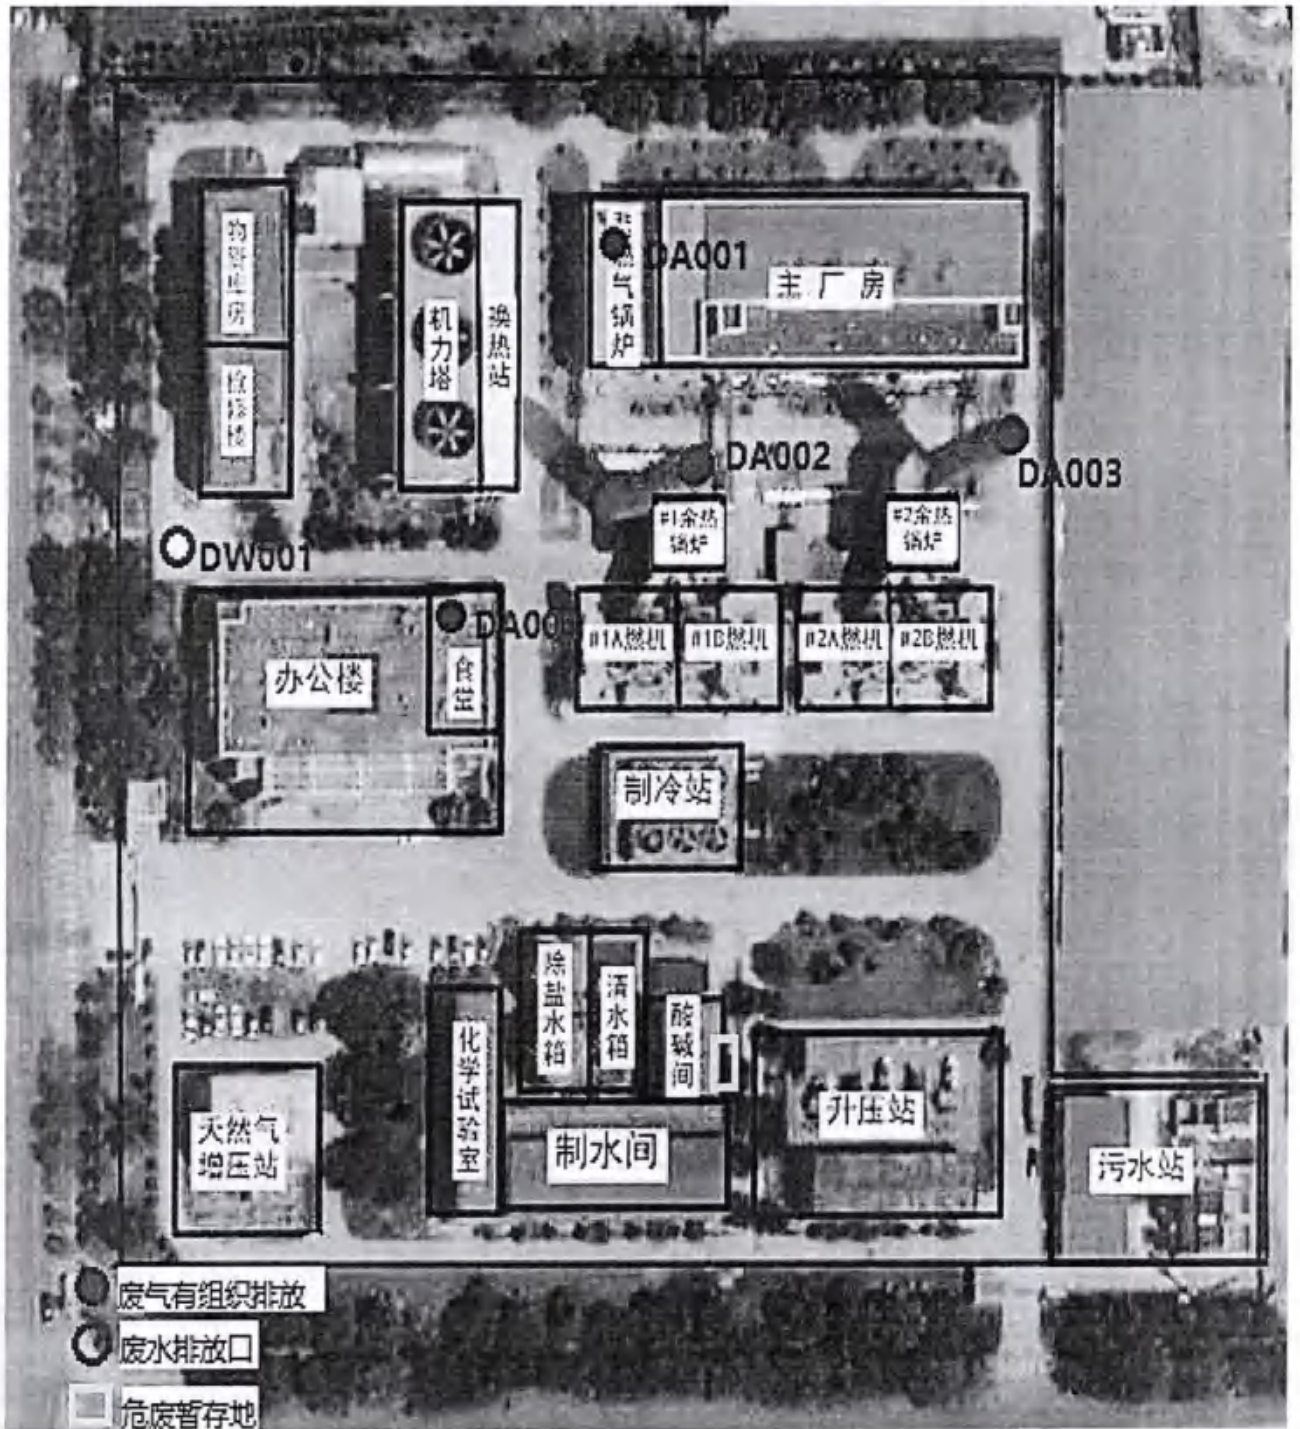 物资库房
检修楼
机力塔
换热站
DA001
气锅炉
主厂房
DA002
DA003
#1余热
锅炉
#2余热
锅炉
DW001
DA00
办公楼
食堂
#1A燃机
#1B燃机
#2A燃机
#2B燃机
制冷站
除盐水箱
清水箱
酸碱间
化学试验室
制水间
升压站
天然气
增压站
污水站
废气有组织排放
废水排放口
危废暂存地